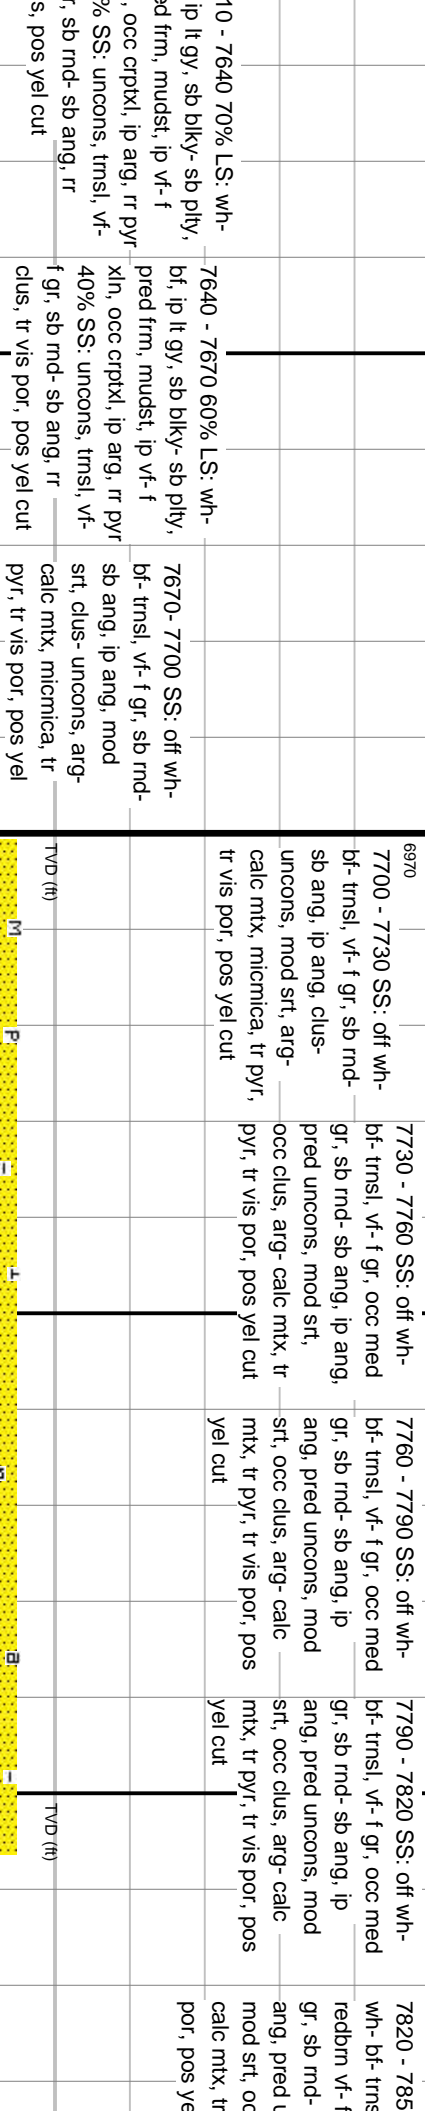 10 - 7640 70% LS: wh-
ip lt gy, sb blky- sb plty,
ed frm, mudst, ip vf- f
, occ crptxl, ip arg, rr pyr
% SS: uncons, trnsl, vf-
r, sb rnd- sb ang, rr
s, pos yel cut
7640 - 7670 60% LS: wh-
bf, ip lt gy, sb blky- sb plty,
pred frm, mudst, ip vf- f
xln, occ crptxl, ip arg, rr pyr
40% SS: uncons, trnsl, vf-
f gr, sb rnd- sb ang, rr
clus, tr vis por, pos yel cut
7670- 7700 SS: off wh-
bf- trnsl, vf- f gr, sb rnd-
sb ang, ip ang, mod
srt, clus- uncons, arg-
calc mtx, micmica, tr
pyr, tr vis por, pos yel
6970
7700 - 7730 SS: off wh-
bf- trnsl, vf- f gr, sb rnd-
sb ang, ip ang, clus-
uncons, mod srt, arg-
calc mtx, micmica, tr pyr,
tr vis por, pos yel cut
TVD (ft)
7730 - 7760 SS: off wh-
bf- trnsl, vf- f gr, occ med
gr, sb rnd- sb ang, ip ang,
pred uncons, mod srt,
occ clus, arg- calc mtx, tr
pyr, tr vis por, pos yel cut
7760 - 7790 SS: off wh-
bf- trnsl, vf- f gr, occ med
gr, sb rnd- sb ang, ip
ang, pred uncons, mod
srt, occ clus, arg- calc
mtx, tr pyr, tr vis por, pos
yel cut
7790 - 7820 SS: off wh-
bf- trnsl, vf- f gr, occ med
gr, sb rnd- sb ang, ip
ang, pred uncons, mod
srt, occ clus, arg- calc
mtx, tr pyr, tr vis por, pos
yel cut
TVD (ft)
7820 - 785
wh- bf- trns
redbrn vf- f
gr, sb rnd-
ang, pred u
mod srt, oc
calc mtx, tr
por, pos ye
M P
a